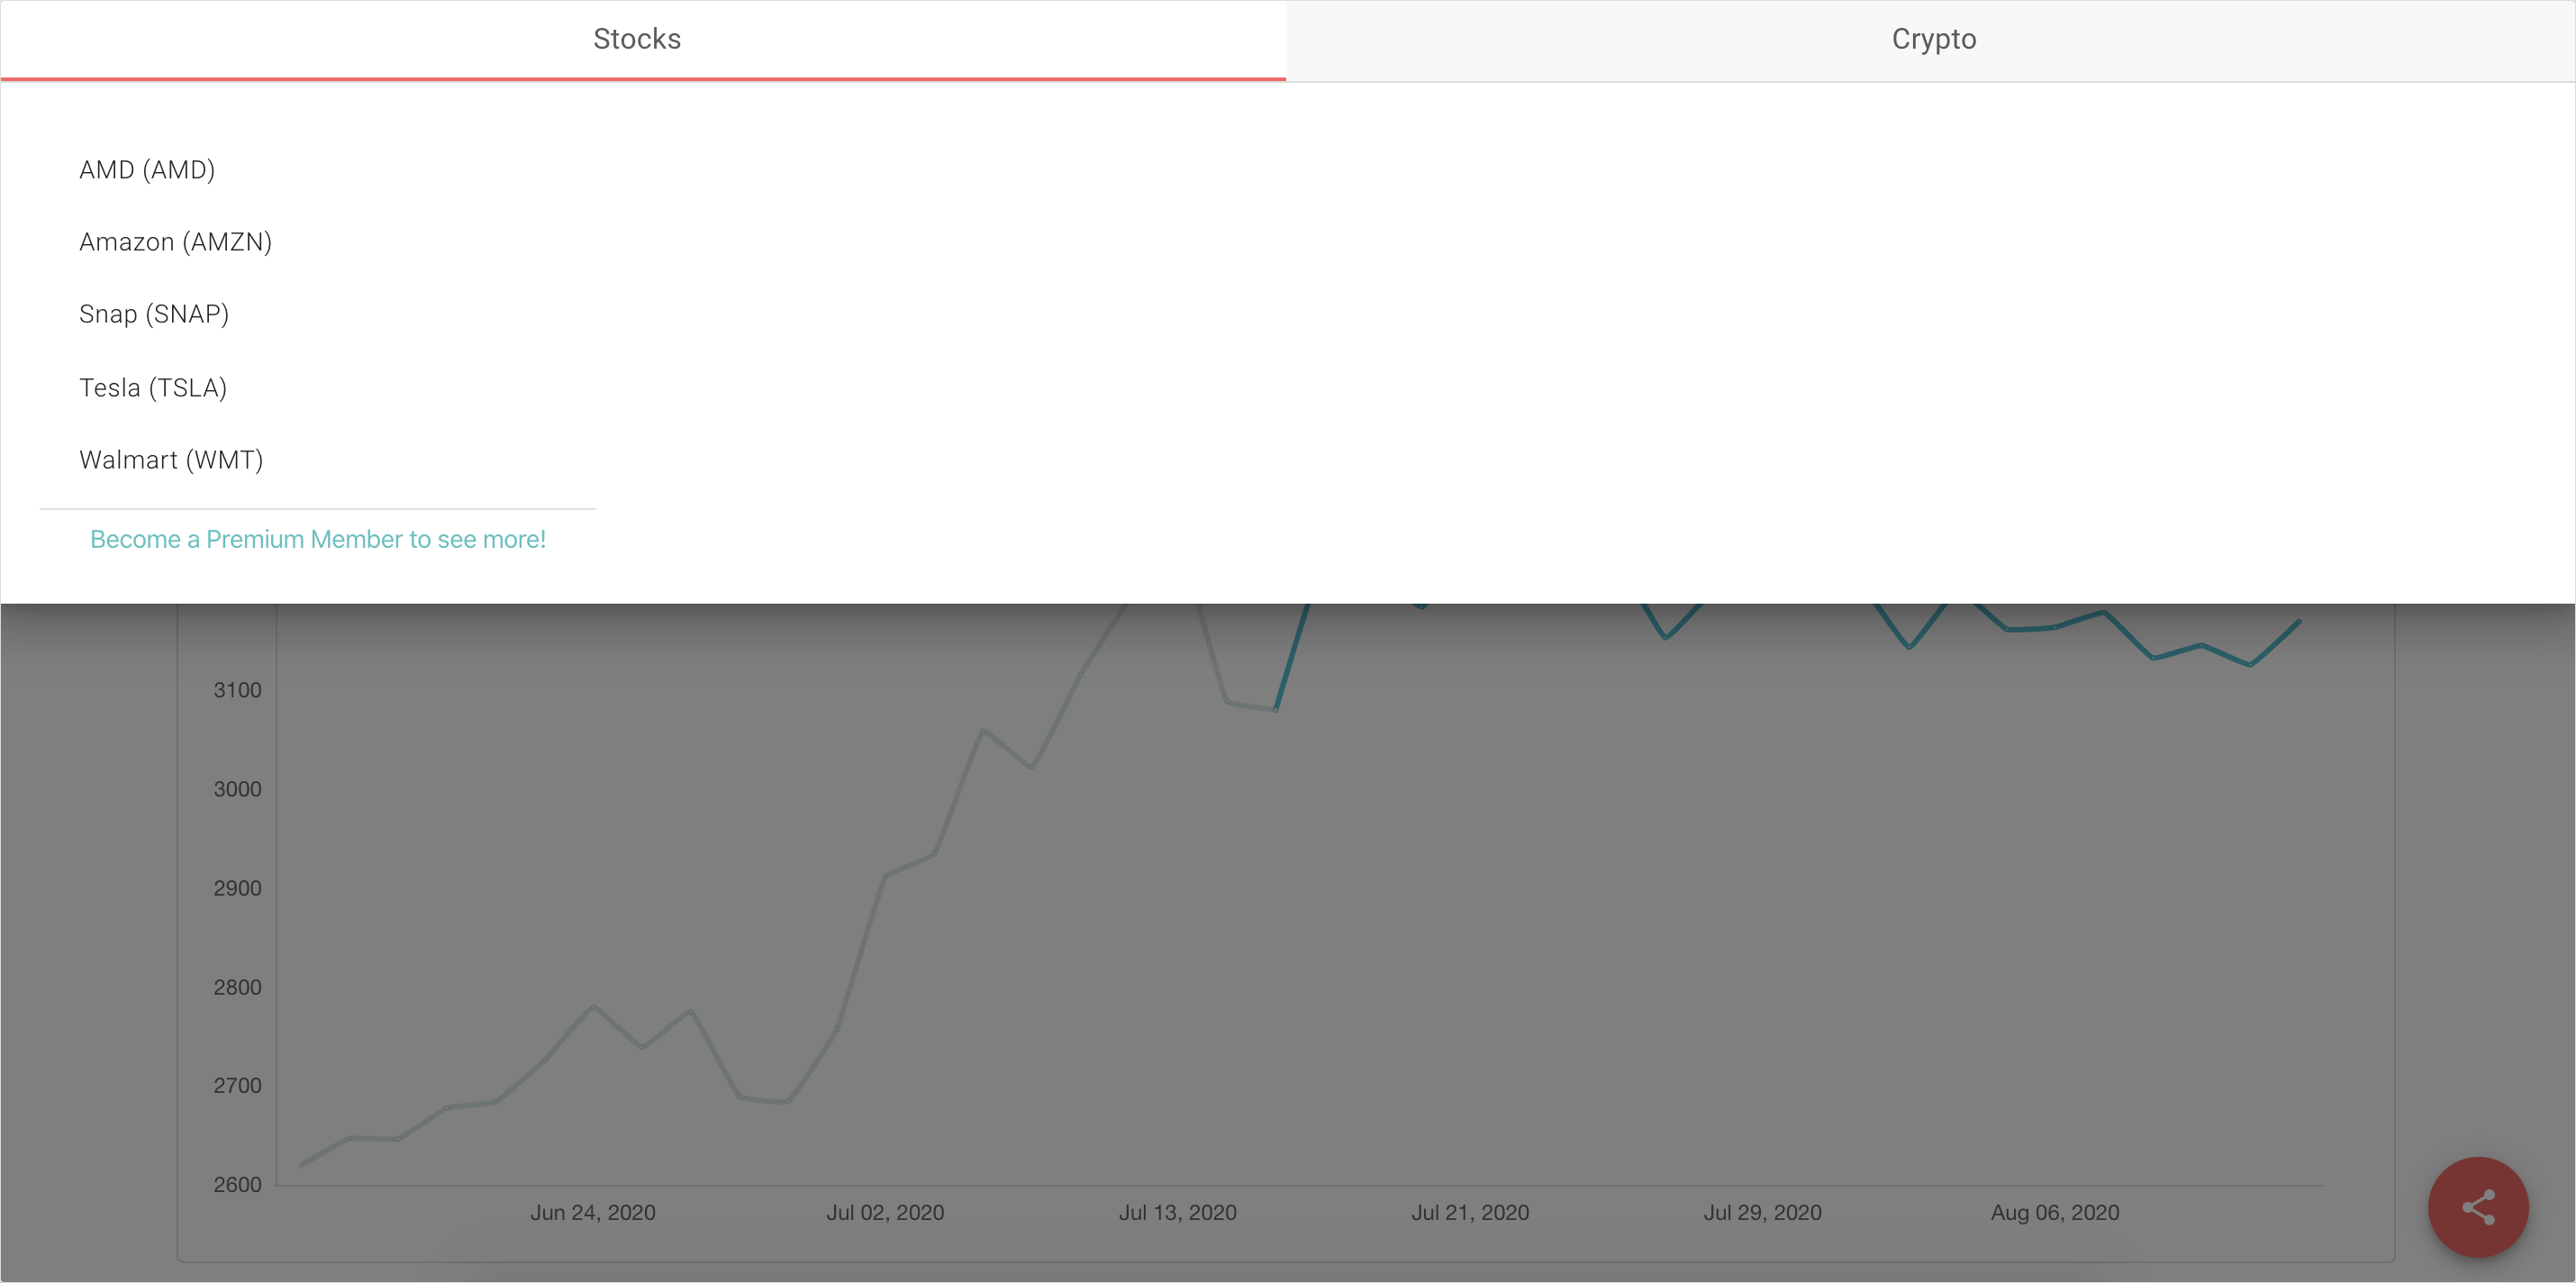 Stocks
Crypto
AMD (AMD)
Amazon (AMZN)
Snap (SNAP)
Tesla (TSLA)
Walmart (WMT)
Become a Premium Member to see more!
3100
3000
2900
2800
2700
2600
Jun 24, 2020
Jul 02, 2020
Jul 13, 2020
Jul 21, 2020
Jul 29, 2020
Aug 06, 2020